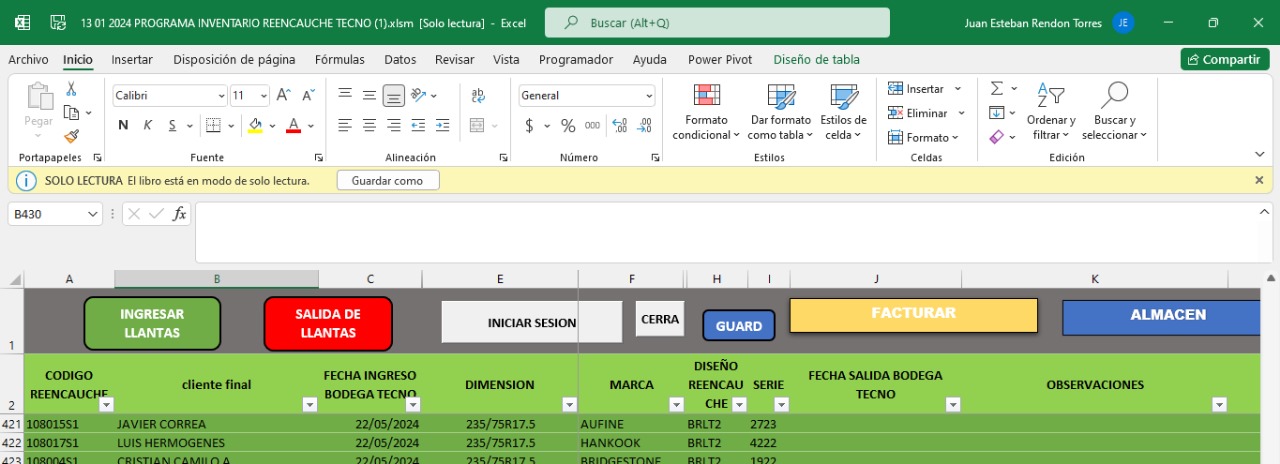 13 01 2024 PROGRAMA INVENTARIO REENCAUCHE TECNO (1).xlsm [Solo lectura] - Excel
Buscar (Alt+Q)
Juan Esteban Rendon Torres
JE
Archivo Inicio Insertar Disposición de página Fórmulas Datos Revisar Vista Programador Ayuda Power Pivot Diseño de tabla
Compartir
Pegar
Calibri 11
N K S
General
$ % 000
Formato condicional
Dar formato como tabla
Estilos de celda
Insertar
Eliminar
Formato
Ordenar y filtrar
Buscar y seleccionar
Portapapeles Fuente Alineación Número Estilos Celdas Edición
SOLO LECTURA El libro está en modo de solo lectura. Guardar como
B430 fx
A B C E F H I J K
INGRESAR LLANTAS
SALIDA DE LLANTAS
INICIAR SESION
CERRA
GUARD
FACTURAR
ALMACEN
1
CODIGO REENCAUCHE
cliente final
FECHA INGRESO BODEGA TECNO
DIMENSION
MARCA
DISEÑO REENCAU CHE
SERIE
FECHA SALIDA BODEGA TECNO
OBSERVACIONES
2
421 108015S1 JAVIER CORREA 22/05/2024 235/75R17.5 AUFINE BRLT2 2723
422 108017S1 LUIS HERMOGENES 22/05/2024 235/75R17.5 HANKOOK BRLT2 4222
423 108004S1 CRISTIAN CAMILO A 22/05/2024 235/75R17.5 BRIDGESTONE BRLT2 1922